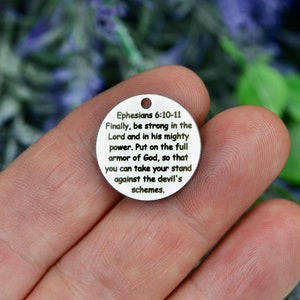 Ephesians 6:10-11
Finally, be strong in the
Lord and in his mighty
power. Put on the full
armor of God, so that
you can take your stand
against the devil's
schemes.